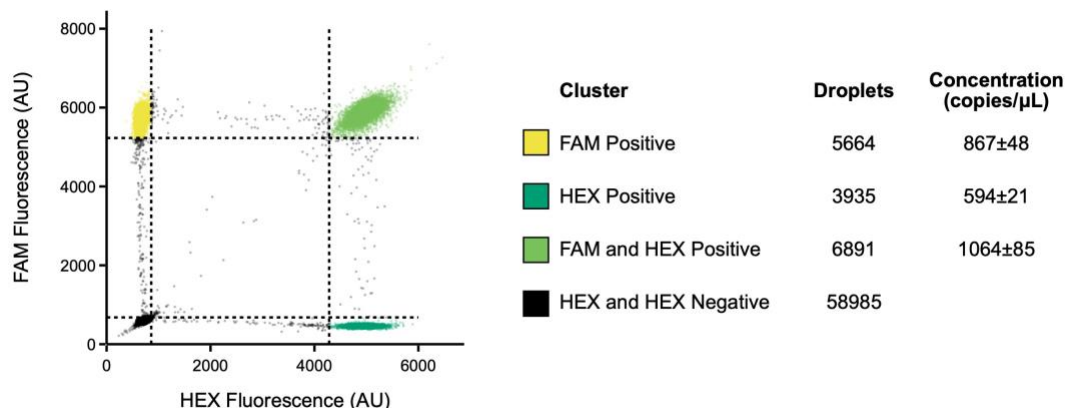 8000
6000
4000
2000
0
FAM Fluorescence (AU)
0 2000 4000 6000
HEX Fluorescence (AU)
Cluster Droplets Concentration (copies/µL)
FAM Positive 5664 867±48
HEX Positive 3935 594±21
FAM and HEX Positive 6891 1064±85
HEX and HEX Negative 58985